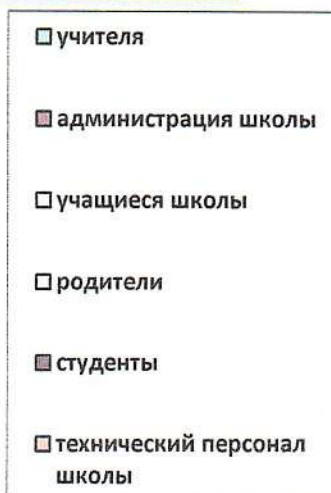 учителя
администрация школы
учащиеся школы
родители
студенты
технический персонал
школы